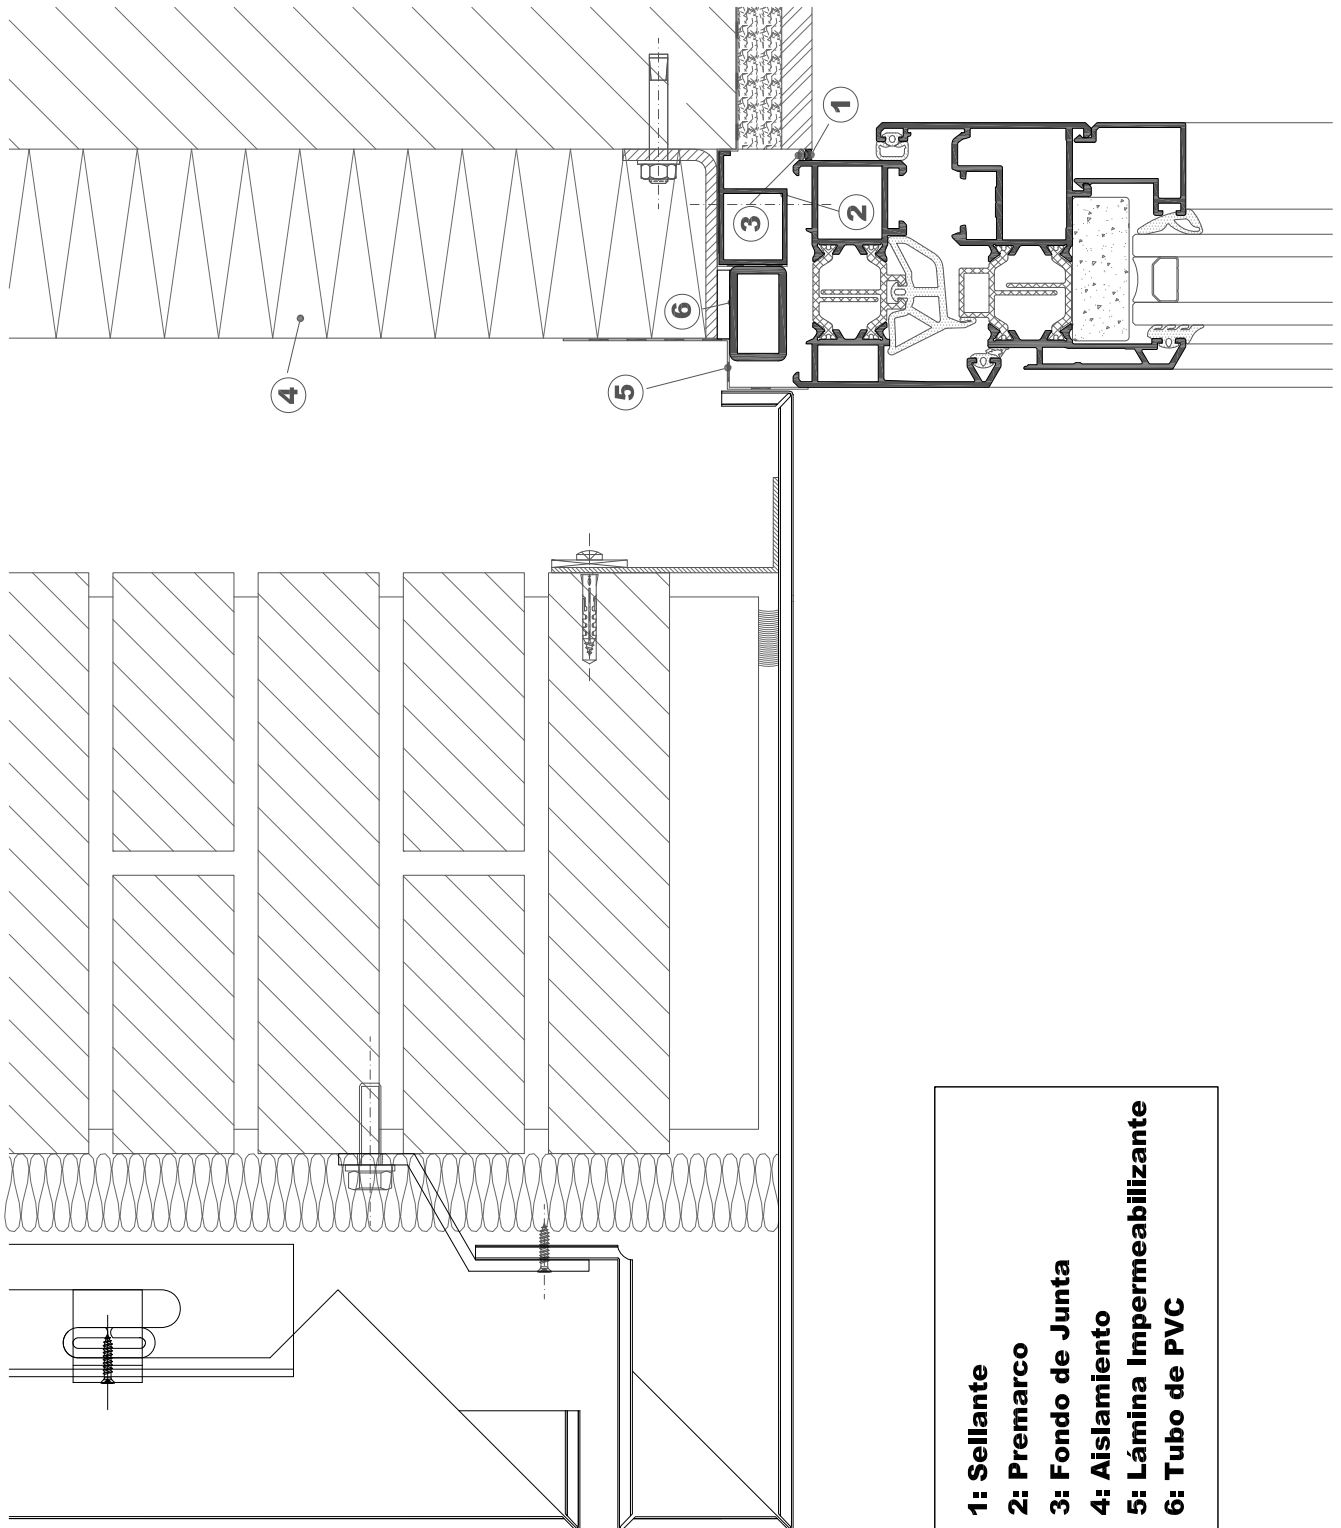 1
2
3
6
5
4
1: Sellante
2: Premarco
3: Fondo de Junta
4: Aislamiento
5: Lámina Impermeabilizante
6: Tubo de PVC